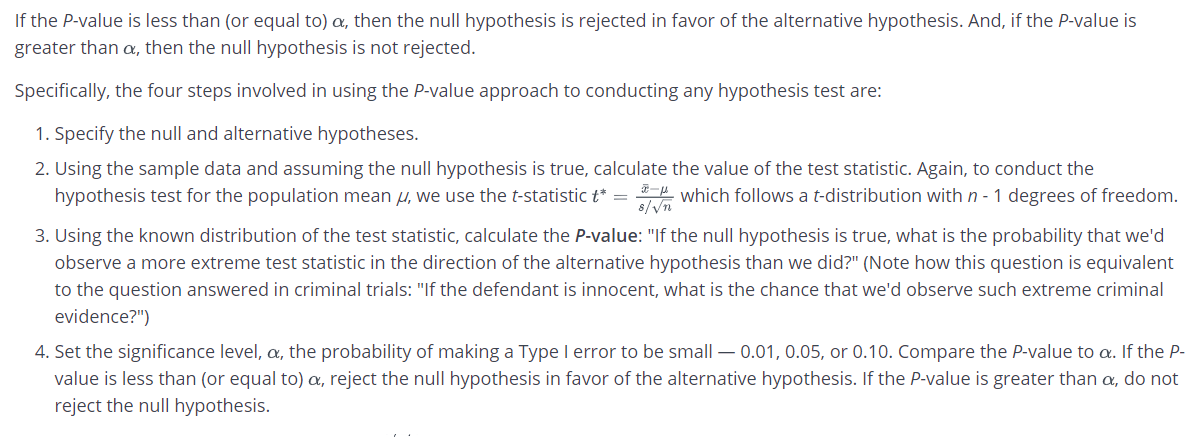 If the P-value is less than (or equal to) α, then the null hypothesis is rejected in favor of the alternative hypothesis. And, if the P-value is
greater than α, then the null hypothesis is not rejected.
Specifically, the four steps involved in using the P-value approach to conducting any hypothesis test are:
1. Specify the null and alternative hypotheses.
2. Using the sample data and assuming the null hypothesis is true, calculate the value of the test statistic. Again, to conduct the
hypothesis test for the population mean μ, we use the t-statistic t* = x̄−μ / s/√n which follows a t-distribution with n - 1 degrees of freedom.
3. Using the known distribution of the test statistic, calculate the P-value: "If the null hypothesis is true, what is the probability that we'd
observe a more extreme test statistic in the direction of the alternative hypothesis than we did?" (Note how this question is equivalent
to the question answered in criminal trials: "If the defendant is innocent, what is the chance that we'd observe such extreme criminal
evidence?")
4. Set the significance level, α, the probability of making a Type I error to be small — 0.01, 0.05, or 0.10. Compare the P-value to α. If the P-
value is less than (or equal to) α, reject the null hypothesis in favor of the alternative hypothesis. If the P-value is greater than α, do not
reject the null hypothesis.